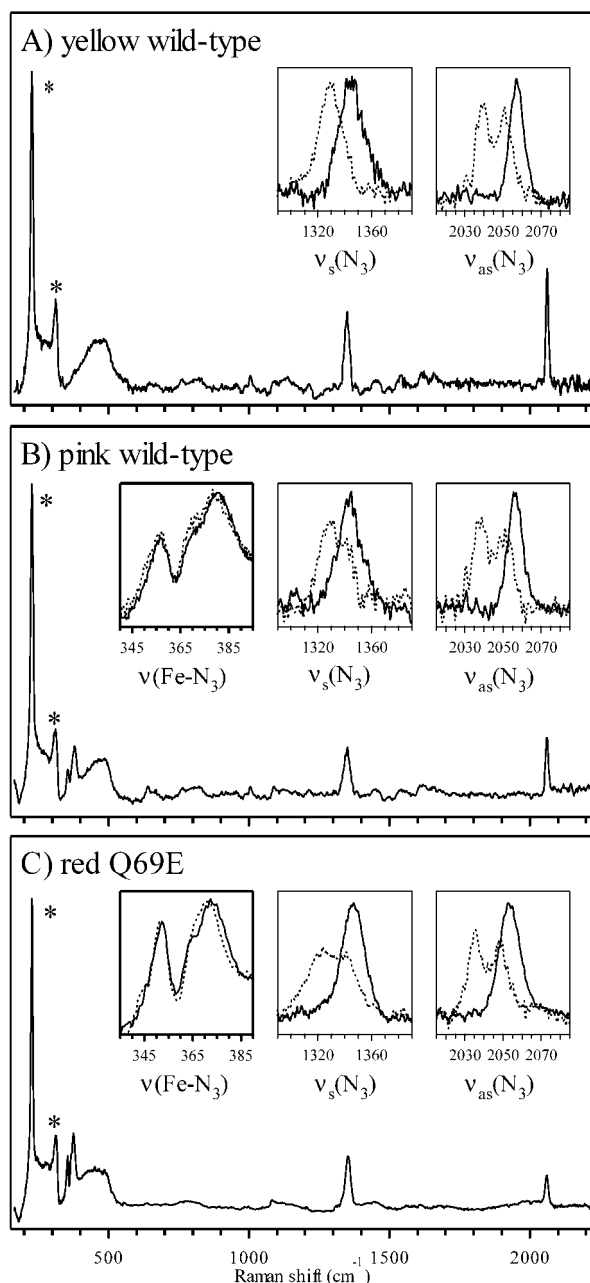 A) yellow wild-type
*
*
1320 1360
2030 2050 2070
νs(N3)
νas(N3)
B) pink wild-type
*
*
345 365 385
1320 1360
2030 2050 2070
ν(Fe-N3)
νs(N3)
νas(N3)
C) red Q69E
*
*
345 365 385
1320 1360
2030 2050 2070
ν(Fe-N3)
νs(N3)
νas(N3)
500 1000 1500 2000
Raman shift (cm-1)